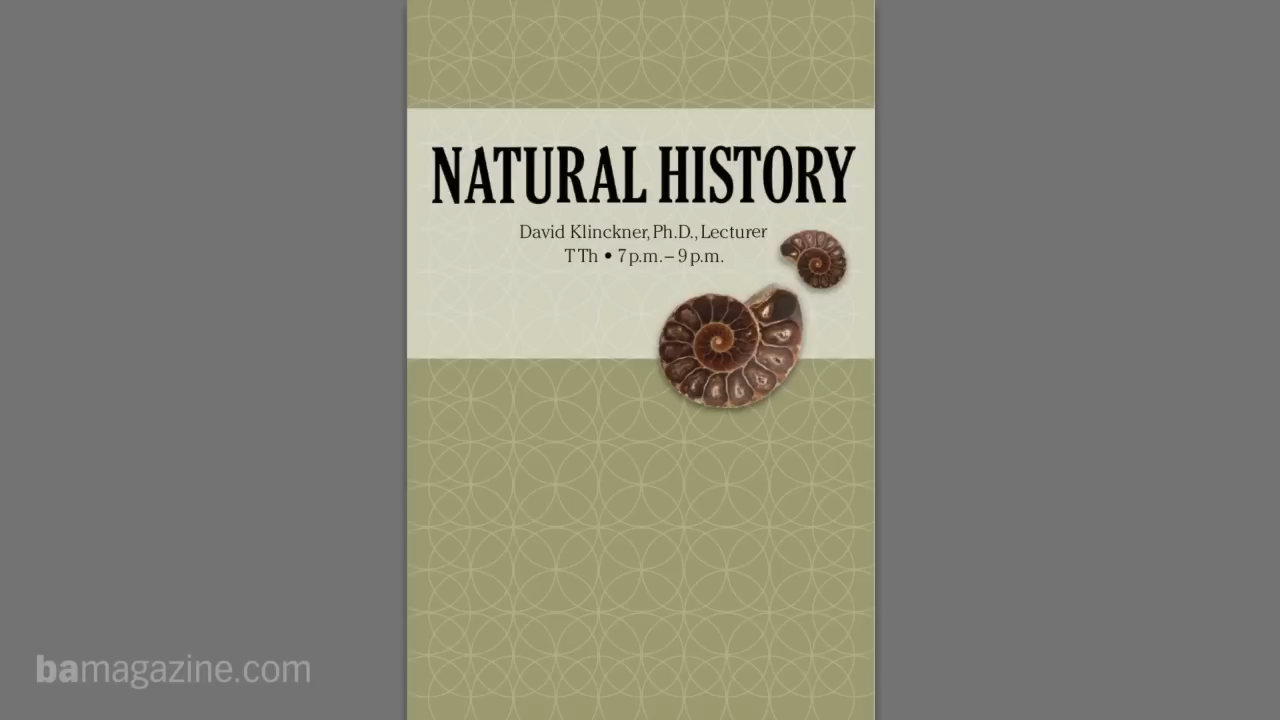 NATURAL HISTORY
David Klinckner, Ph.D., Lecturer
T Th • 7 p.m. – 9 p.m.
bamagazine.com